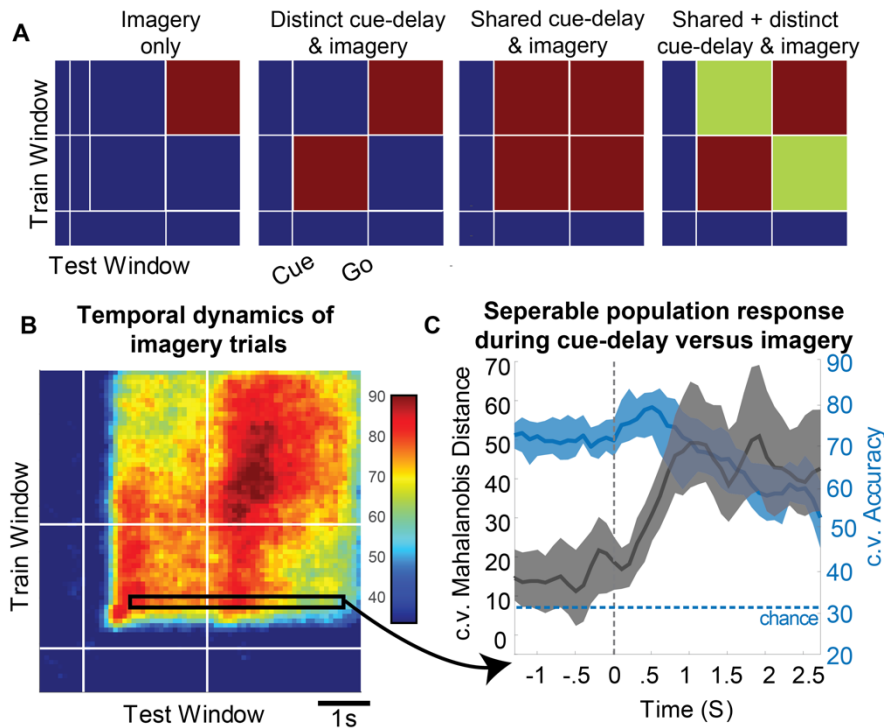 A
Imagery
only
Distinct cue-delay
& imagery
Shared cue-delay
& imagery
Shared + distinct
cue-delay & imagery
Train Window
Test Window
Cue
Go
B
Temporal dynamics of
imagery trials
Train Window
90
80
70
60
50
40
Test Window
1s
C
Seperable population response
during cue-delay versus imagery
c.v. Mahalanobis Distance
70
60
50
40
30
20
10
0
90
80
70
60
50
40
30
20
c.v. Accuracy
chance
-1
-.5
0
.5
1
1.5
2
2.5
Time (S)